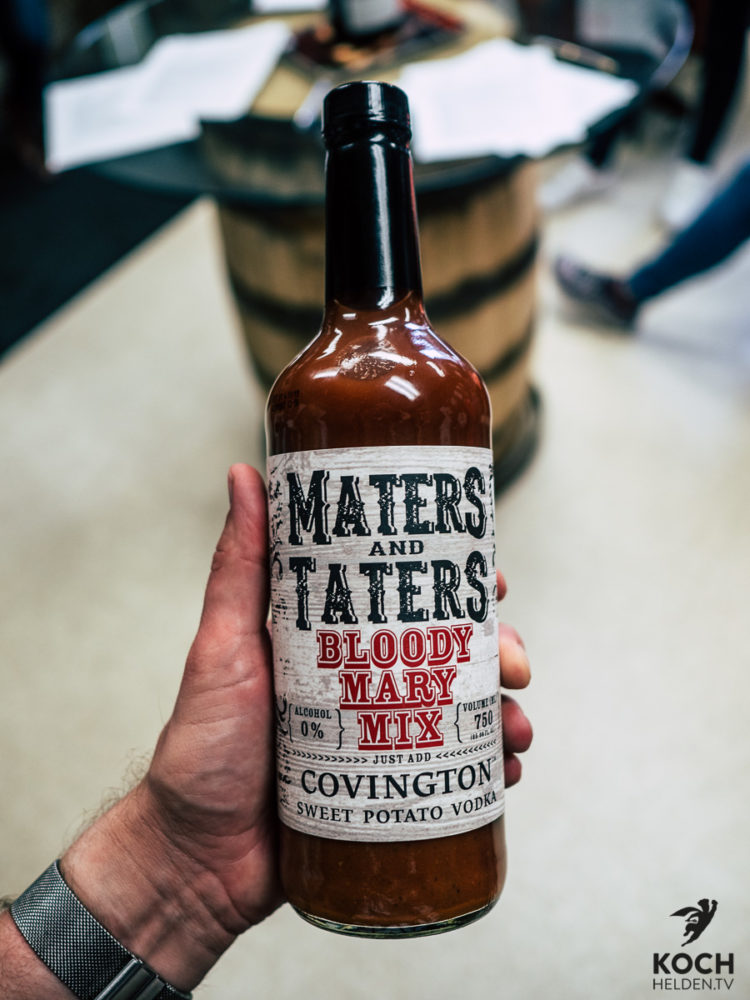 MATERS
AND
TATERS
BLOODY
MARY
MIX
ALCOHOL
0%
VOLUME
750
>>>>>>>>> JUST ADD <<<<<<<<<
COVINGTON
SWEET POTATO VODKA
KOCH
HELDEN.TV